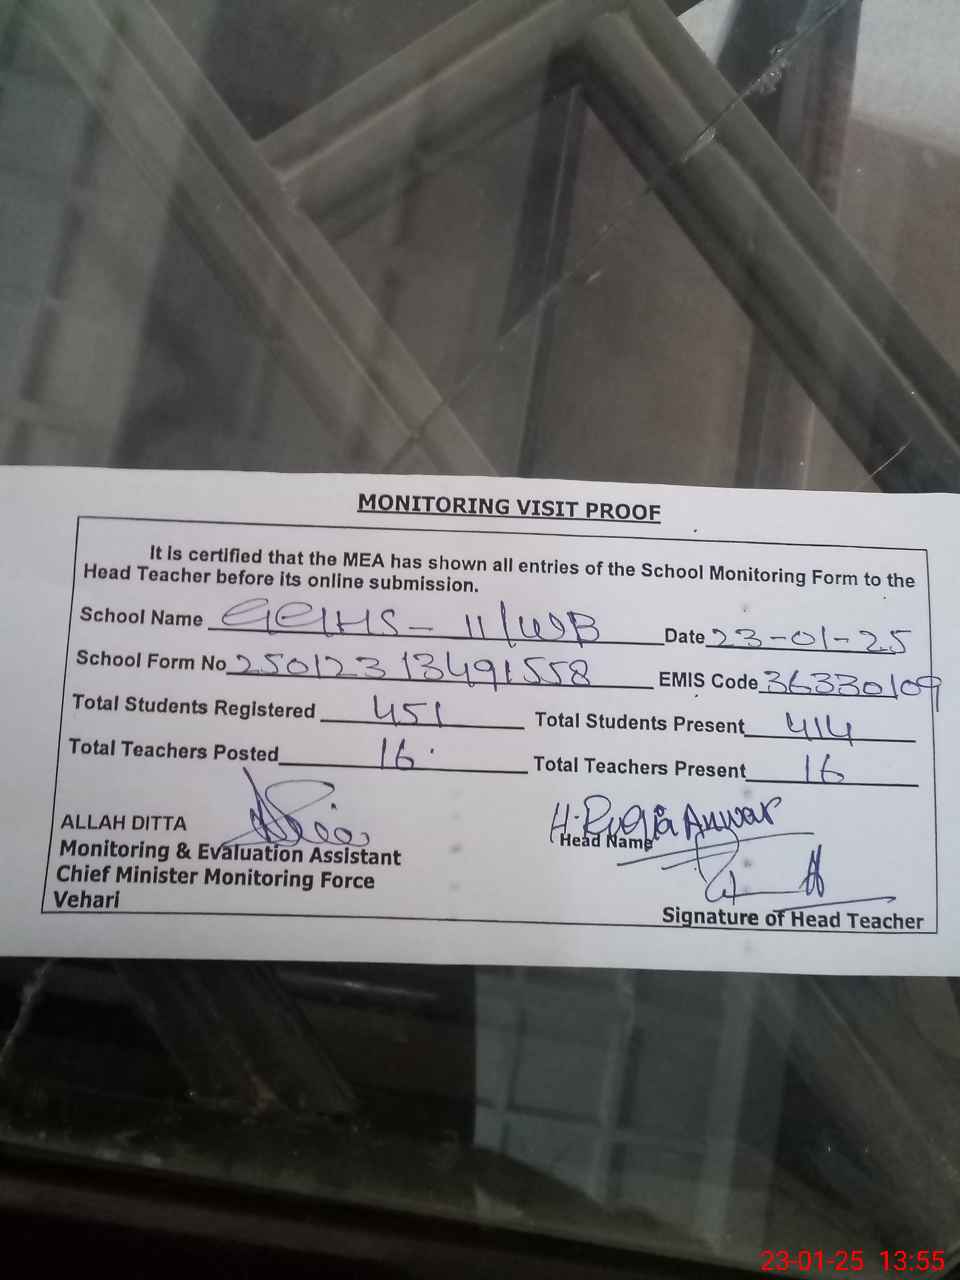 MONITORING VISIT PROOF
It is certified that the MEA has shown all entries of the School Monitoring Form to the
Head Teacher before its online submission.
School Name GGHS - 11/WB Date 23-01-25
School Form No 25012313491558 EMIS Code 36330109
Total Students Registered 451 Total Students Present 414
Total Teachers Posted 16 Total Teachers Present 16
ALLAH DITTA H. Ruqia Anwar
Monitoring & Evaluation Assistant Head Name
Chief Minister Monitoring Force
Vehari Signature of Head Teacher
23-01-25 13:55